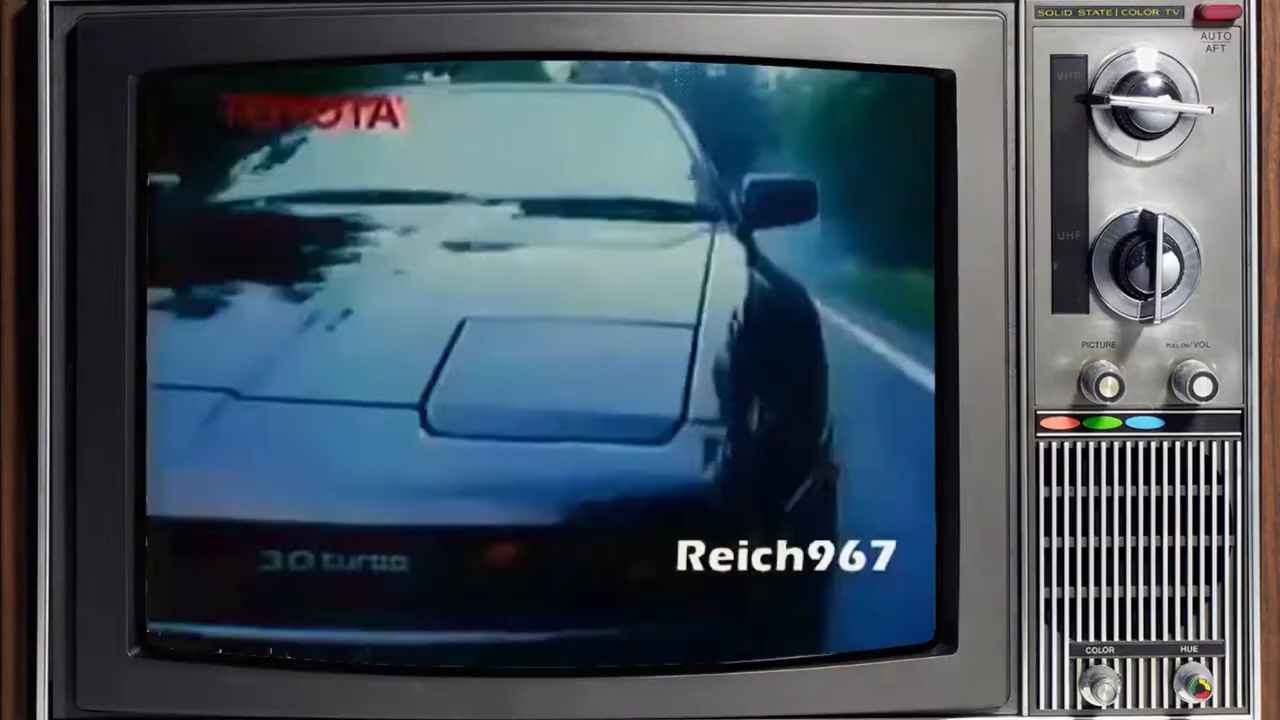 SOLID STATE | COLOR TV
AUTO
AFT
TOYOTA
VHF
UHF
PICTURE
PULL ON/VOL
3.0 turbo
Reich967
COLOR
HUE